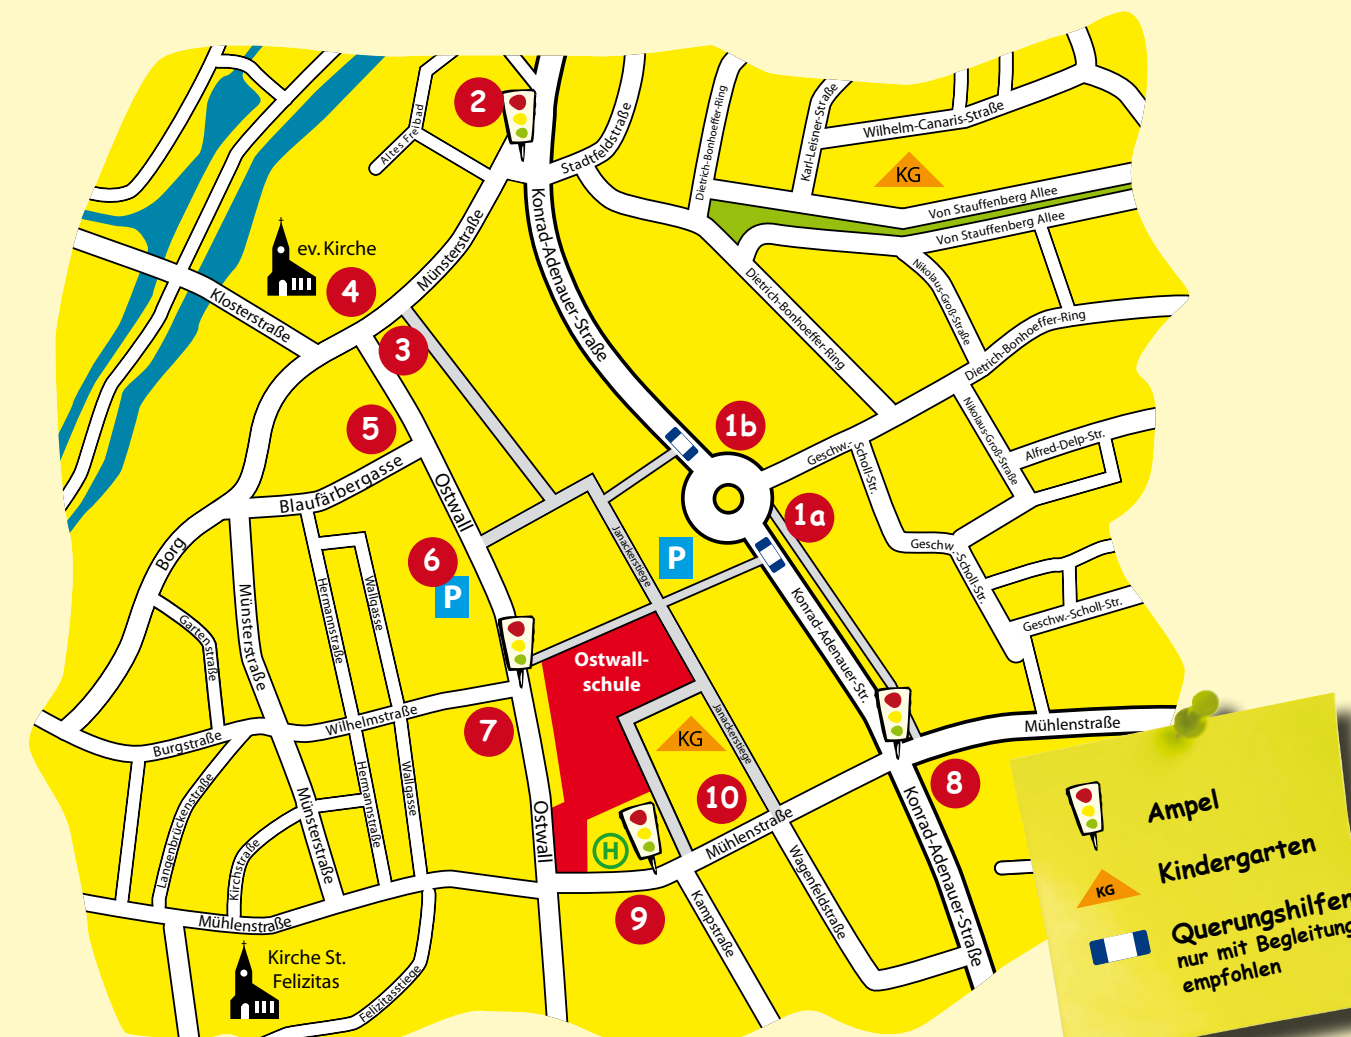 2
Altes Freibad
Stadtfeldstraße
Dietrich-Bonhoeffer-Ring
Karl-Leisner-Straße
Wilhelm-Canaris-Straße
KG
Von Stauffenberg Allee
Von Stauffenberg Allee
ev. Kirche
4
Münsterstraße
Konrad-Adenauer-Straße
Klosterstraße
3
Dietrich-Bonhoeffer-Ring
Nikolaus-Groß-Straße
Dietrich-Bonhoeffer-Ring
5
1b
Geschw.-
Scholl-Str.
Nikolaus-Groß-Straße
Alfred-Delp-Str.
Blaufärbergasse
Ostwall
1a
Borg
6
P
Janackerstiege
P
Geschw.
-Scholl-Str.
Geschw.-Scholl-Str.
Gartenstraße
Münsterstraße
Hermannstraße
Wallgasse
Konrad-Adenauer-Str.
Ostwall-
schule
7
Wilhelmstraße
Burgstraße
KG
Janackerstiege
Mühlenstraße
8
10
Langenbrückenstraße
Kirchstraße
Münsterstraße
Hermannstraße
Wallgasse
Ostwall
H
Mühlenstraße
Wagenfeldstraße
Konrad-Adenauer-Straße
9
Kampstraße
Mühlenstraße
Kirche St.
Felizitas
Felizitasstiege
Ampel
KG
Kindergarten
Querungshilfen
nur mit Begleitung
empfohlen